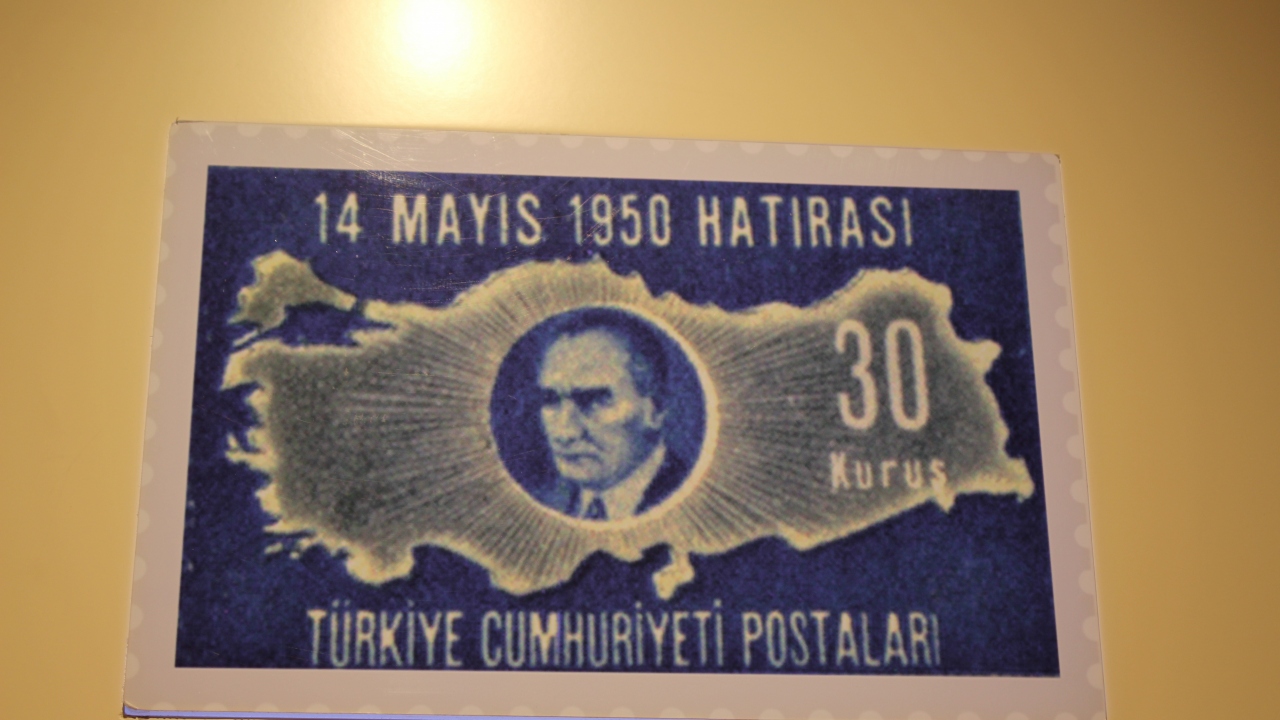 14 MAYIS 1950 HATIRASI
30
Kuruş
TÜRKİYE CUMHURİYETİ POSTALARI